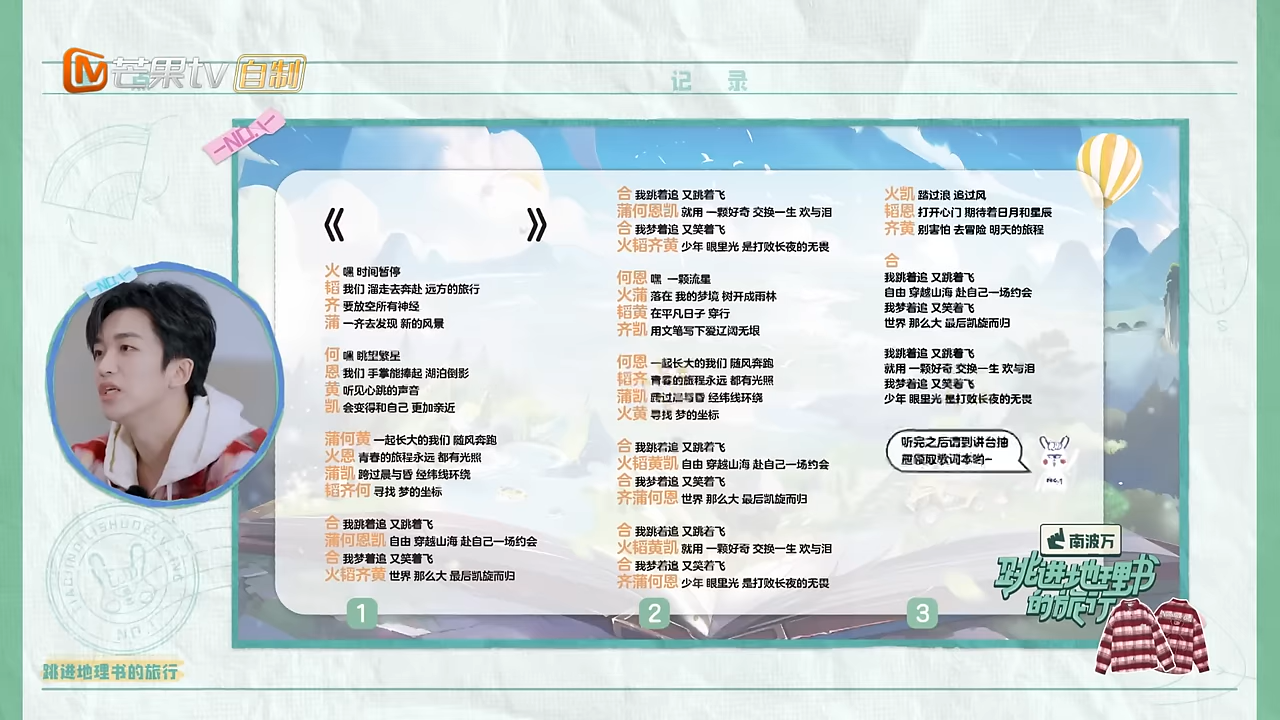 芒果tv 自制
记 录
NO.1
NO.1
《 》
火 嘿 时间暂停
韬 我们 溜走去奔赴 远方的旅行
齐 要放空所有神经
蒲 一齐去发现 新的风景
何 嘿 眺望繁星
恩 我们 手掌能捧起 湖泊倒影
黄 听见心跳的声音
凯 会变得和自己 更加亲近
蒲何黄 一起长大的我们 随风奔跑
火恩 青春的旅程永远 都有光照
蒲凯 跨过晨与昏 经纬线环绕
韬齐何 寻找 梦的坐标
合 我跳着追 又跳着飞
蒲何恩凯 自由 穿越山海 赴自己一场约会
合 我梦着追 又笑着飞
火韬齐黄 世界 那么大 最后凯旋而归
1
合 我跳着追 又跳着飞
蒲何恩凯 就用 一颗好奇 交换一生 欢与泪
合 我梦着追 又笑着飞
火韬齐黄 少年 眼里光 是打败长夜的无畏
何恩 嘿 一颗流星
火蒲 落在 我的梦境 树开成雨林
韬黄 在平凡日子 穿行
齐凯 用文笔写下爱辽阔无垠
何恩 一起长大的我们 随风奔跑
韬齐 青春的旅程永远 都有光照
蒲凯 跨过晨与昏 经纬线环绕
火黄 寻找 梦的坐标
合 我跳着追 又跳着飞
火韬黄凯 自由 穿越山海 赴自己一场约会
合 我梦着追 又笑着飞
齐蒲何恩 世界 那么大 最后凯旋而归
合 我跳着追 又跳着飞
火韬黄凯 就用 一颗好奇 交换一生 欢与泪
合 我梦着追 又笑着飞
齐蒲何恩 少年 眼里光 是打败长夜的无畏
2
火凯 踏过浪 追过风
韬恩 打开心门 期待着日月和星辰
齐黄 别害怕 去冒险 明天的旅程
合
我跳着追 又跳着飞
自由 穿越山海 赴自己一场约会
我梦着追 又笑着飞
世界 那么大 最后凯旋而归
我跳着追 又跳着飞
就用 一颗好奇 交换一生 欢与泪
我梦着追 又笑着飞
少年 眼里光 是打败长夜的无畏
听完之后请到讲台抽
屉领取歌词本哟~
NO.1
3
南波万
跳进地理书
的旅行
跳进地理书的旅行